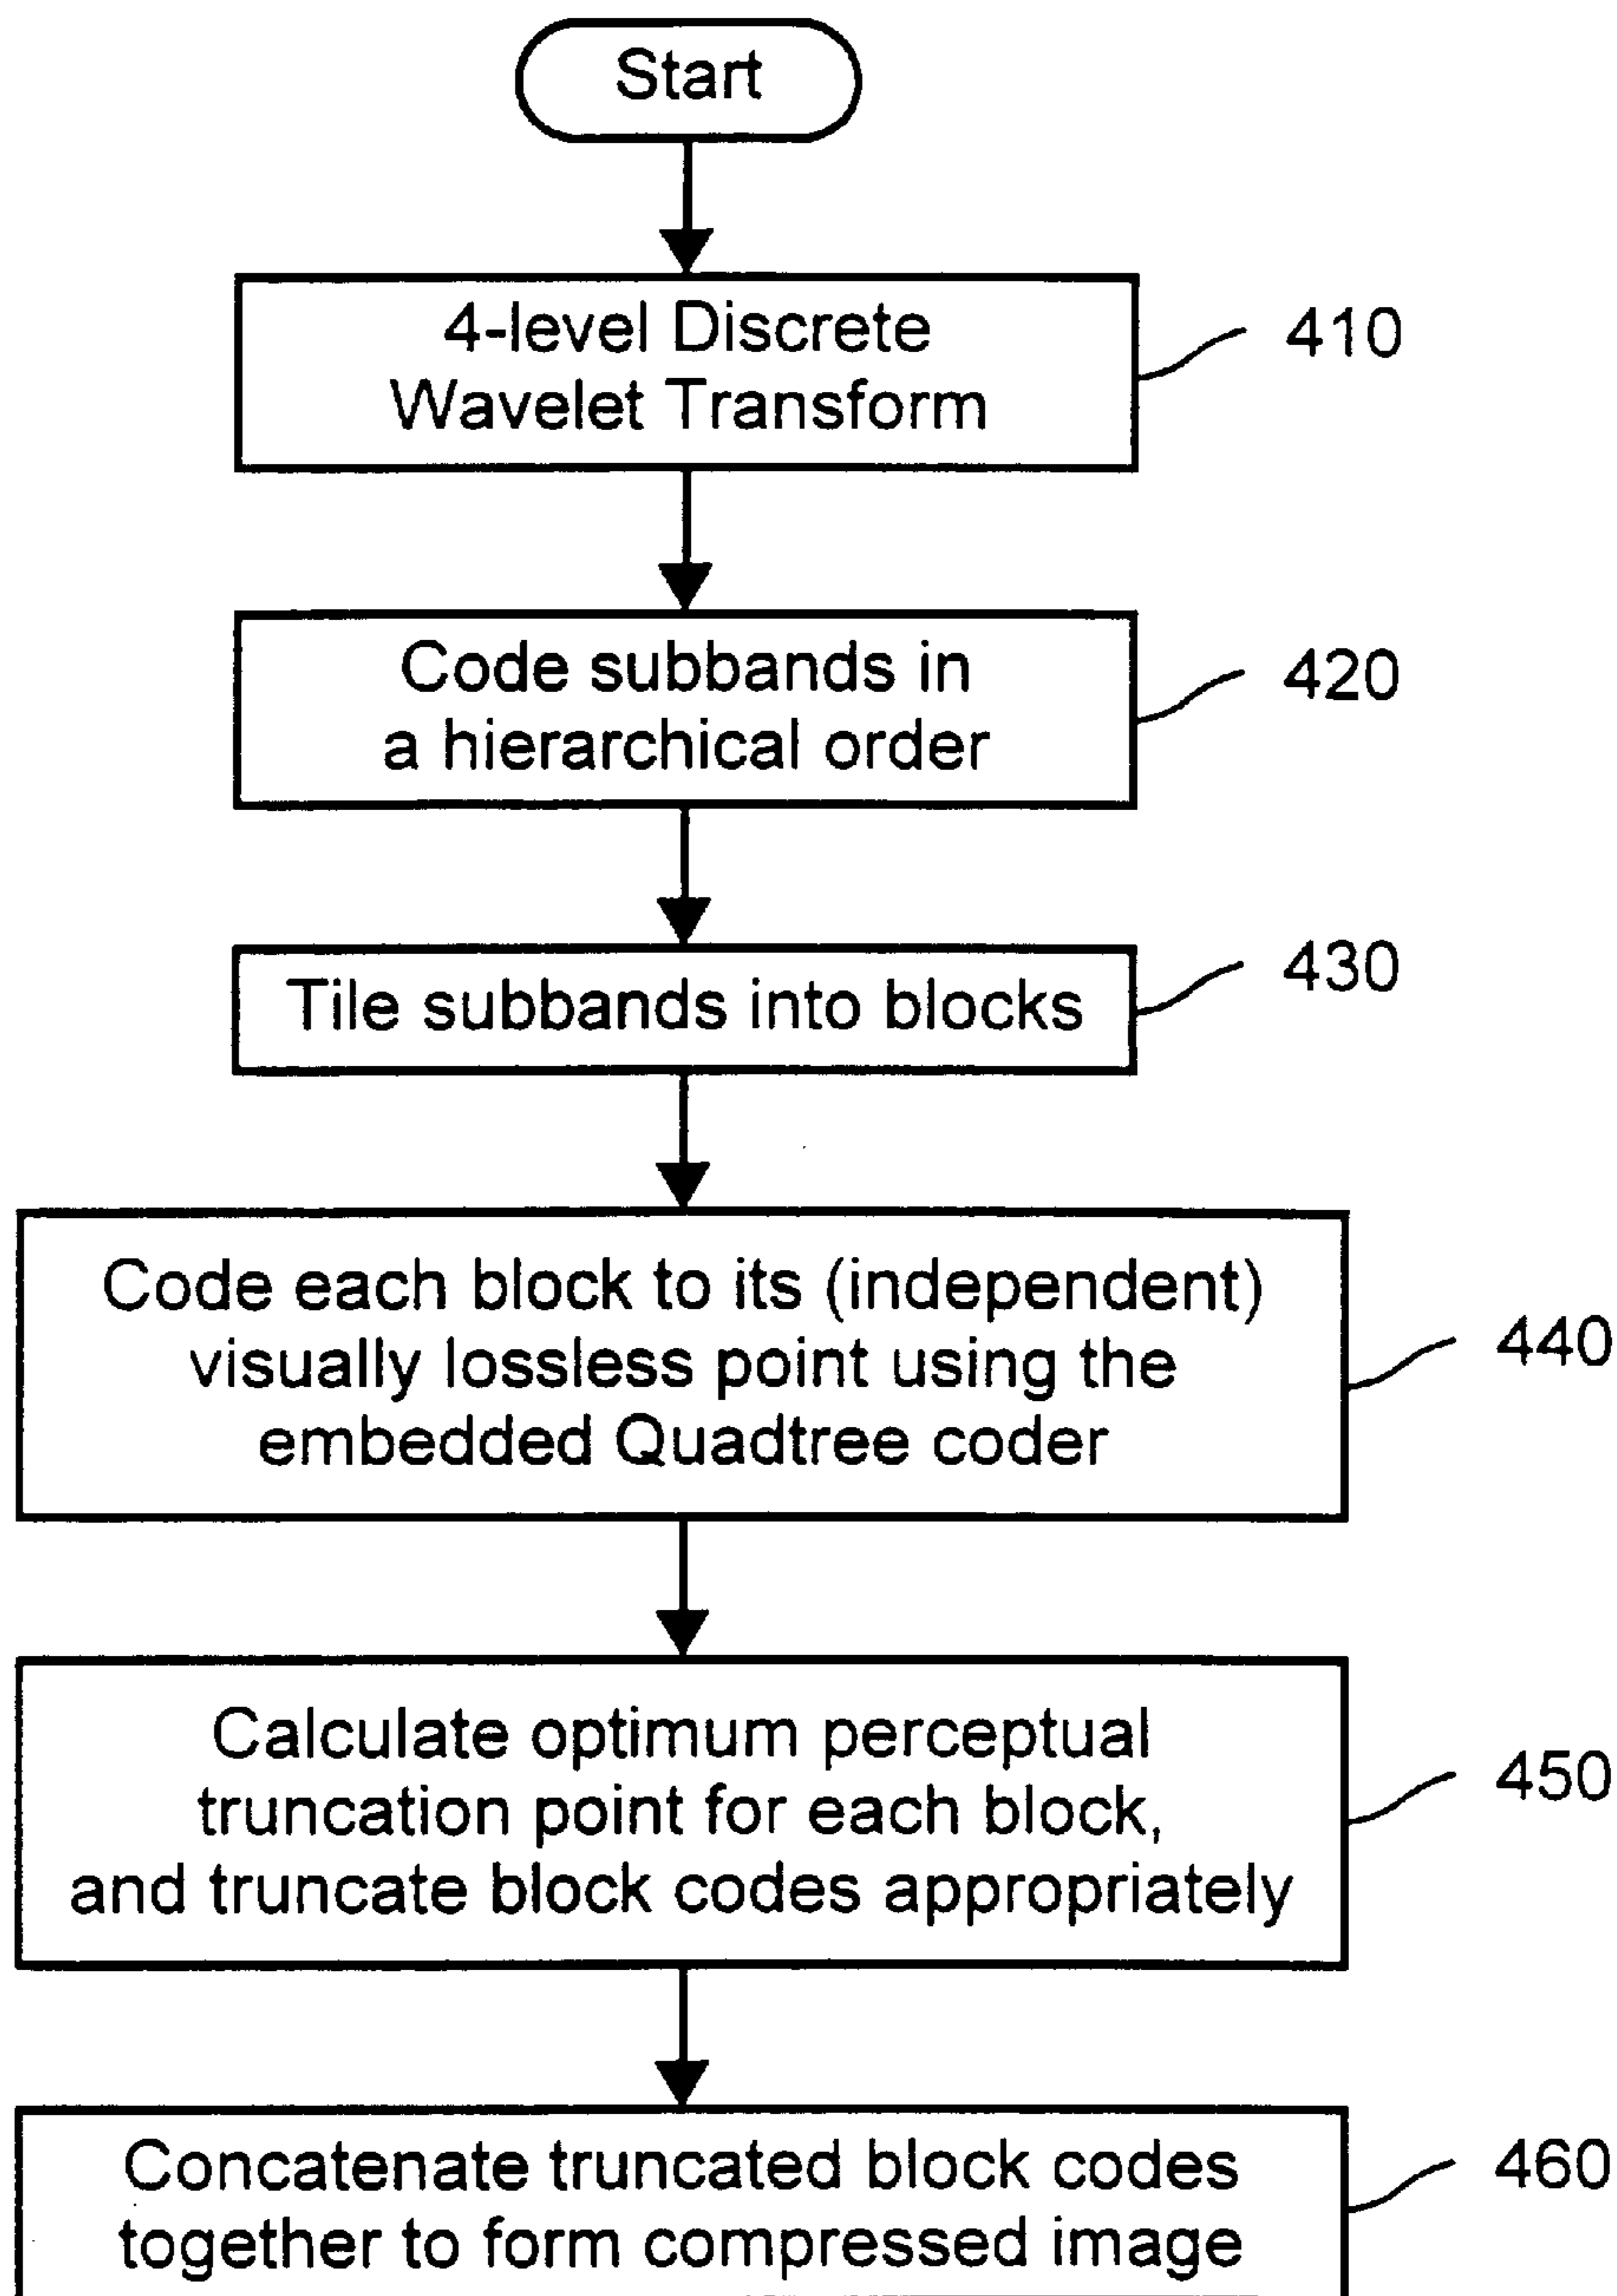 Start
4-level Discrete
Wavelet Transform
410
Code subbands in
a hierarchical order
420
Tile subbands into blocks
430
Code each block to its (independent)
visually lossless point using the
embedded Quadtree coder
440
Calculate optimum perceptual
truncation point for each block,
and truncate block codes appropriately
450
Concatenate truncated block codes
together to form compressed image
460